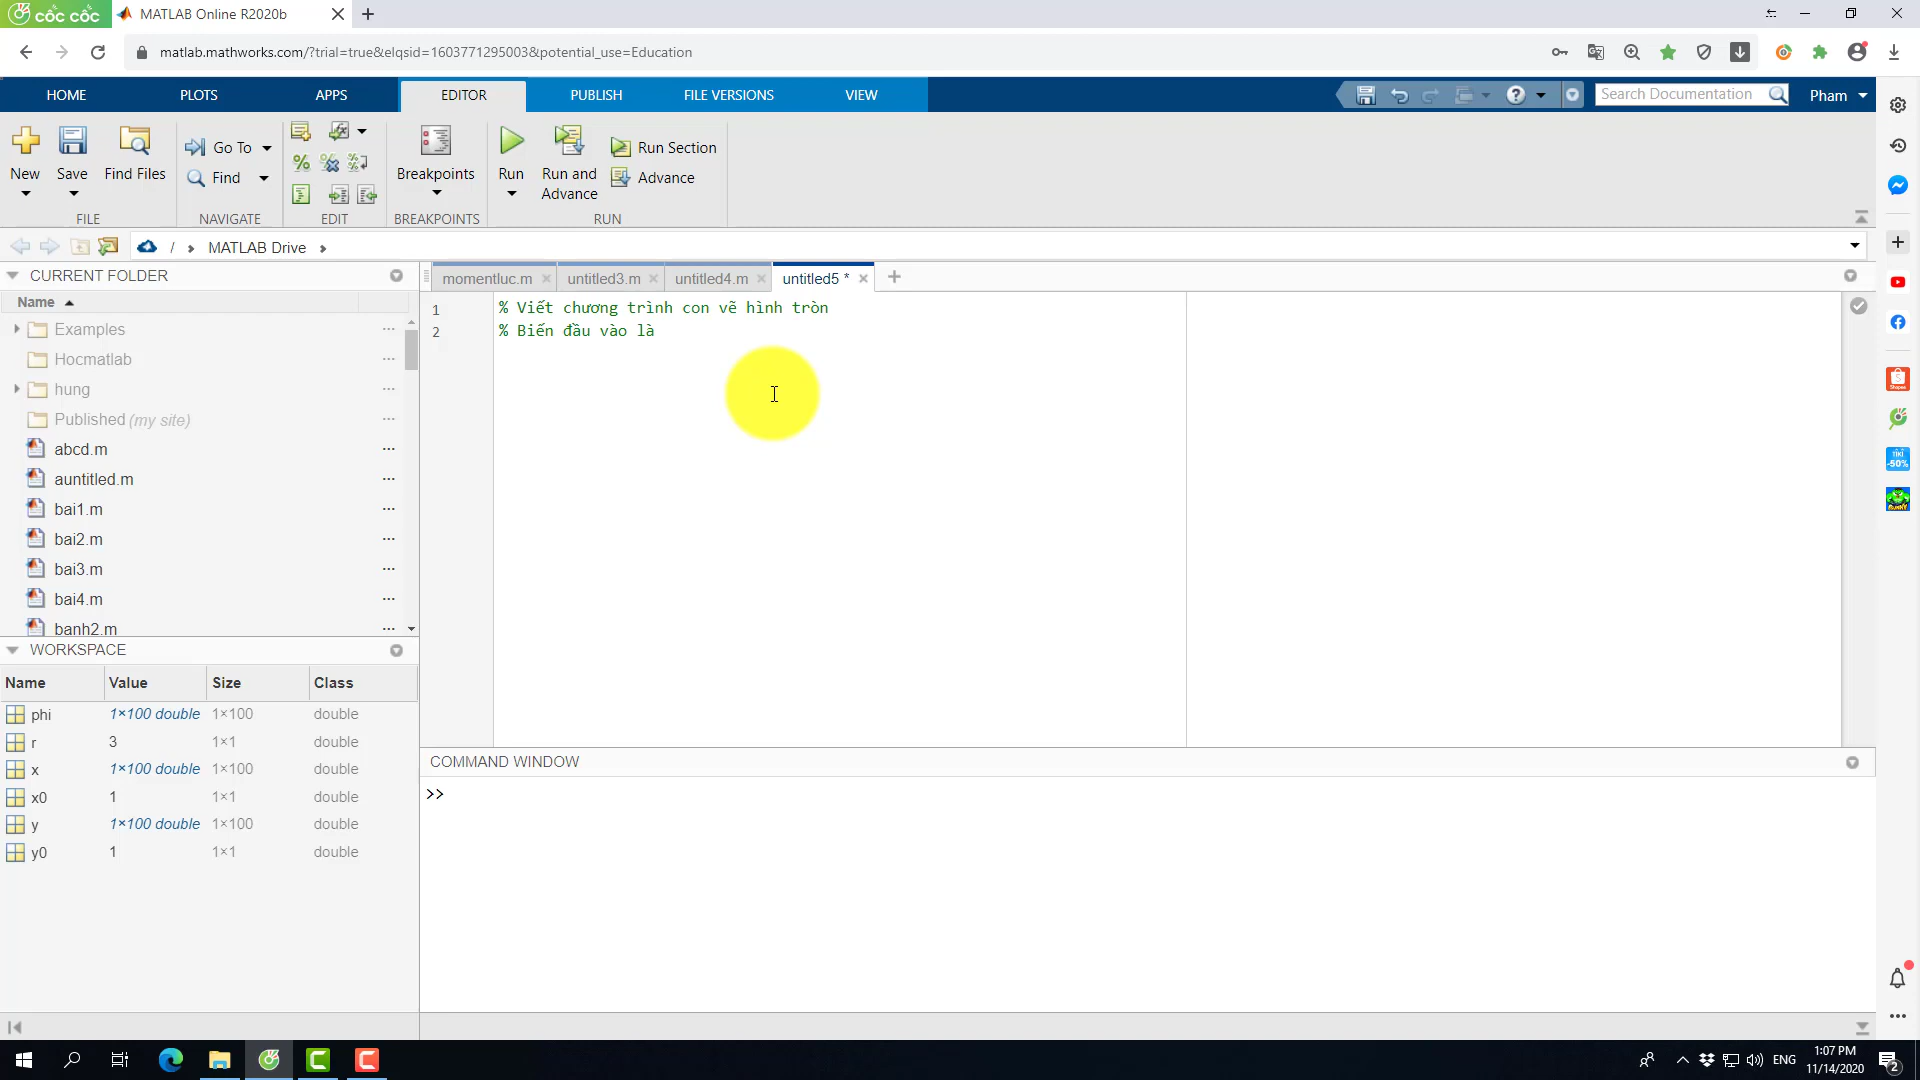 cốc cốc
MATLAB Online R2020b
matlab.mathworks.com/?trial=true&elqsid=1603771295003&potential_use=Education
HOME PLOTS APPS EDITOR PUBLISH FILE VERSIONS VIEW
Search Documentation
Pham
New
Save
Find Files
Go To
Find
Breakpoints
Run
Run and Advance
Run Section
Advance
FILE NAVIGATE EDIT BREAKPOINTS RUN
/ MATLAB Drive
CURRENT FOLDER
Name
Examples
Hocmatlab
hung
Published (my site)
abcd.m
auntitled.m
bai1.m
bai2.m
bai3.m
bai4.m
banh2.m
momentluc.m untitled3.m untitled4.m untitled5 *
1 % Viết chương trình con vẽ hình tròn
2 % Biến đầu vào là
WORKSPACE
Name Value Size Class
phi 1×100 double 1×100 double
r 3 1×1 double
x 1×100 double 1×100 double
x0 1 1×1 double
y 1×100 double 1×100 double
y0 1 1×1 double
COMMAND WINDOW
>>
Shopee
TIKI
-50%
ENG
1:07 PM
11/14/2020
2